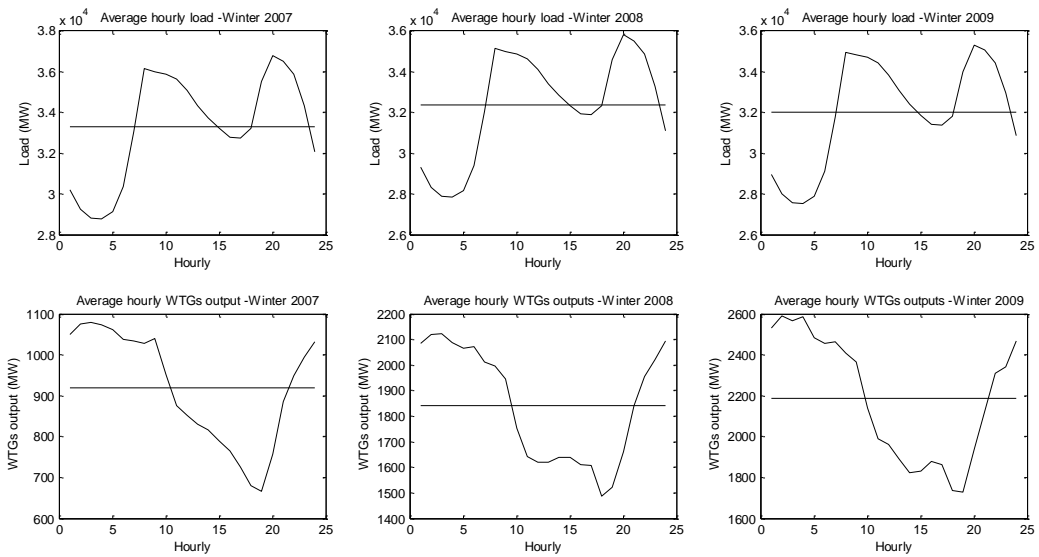 x 10⁴ Average hourly load -Winter 2007
3.8
3.6
3.4
3.2
3
2.8
Load (MW)
0 5 10 15 20 25
Hourly
x 10⁴ Average hourly load -Winter 2008
3.6
3.4
3.2
3
2.8
2.6
Load (MW)
0 5 10 15 20 25
Hourly
x 10⁴ Average hourly load -Winter 2009
3.6
3.4
3.2
3
2.8
2.6
Load (MW)
0 5 10 15 20 25
Hourly
Average hourly WTGs output -Winter 2007
1100
1000
900
800
700
600
WTGs output (MW)
0 5 10 15 20 25
Hourly
Average hourly WTGs outputs -Winter 2008
2200
2100
2000
1900
1800
1700
1600
1500
1400
WTGs output (MW)
0 5 10 15 20 25
Hourly
Average hourly WTGs outputs -Winter 2009
2600
2400
2200
2000
1800
1600
WTGs output (MW)
0 5 10 15 20 25
Hourly